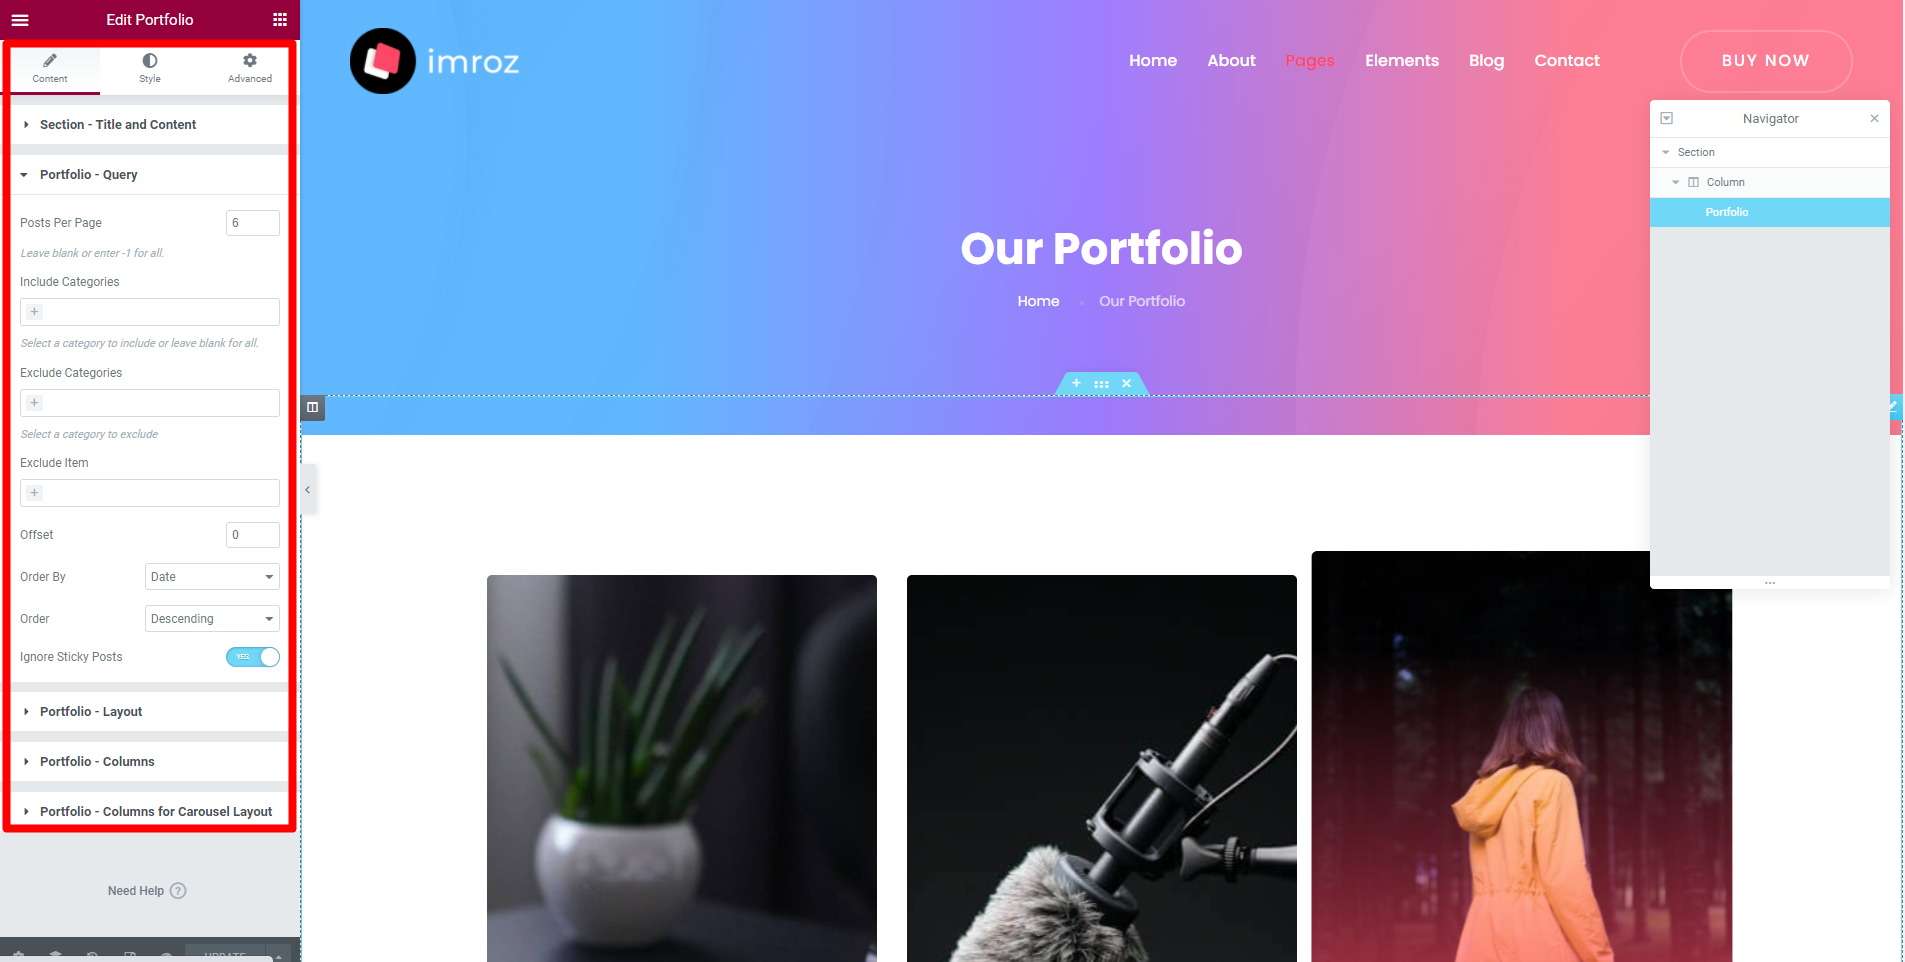 Edit Portfolio
Content
Style
Advanced
Section - Title and Content
Portfolio - Query
Posts Per Page
6
Leave blank or enter -1 for all.
Include Categories
Select a category to include or leave blank for all.
Exclude Categories
Select a category to exclude
Exclude Item
Offset
0
Order By
Date
Order
Descending
Ignore Sticky Posts
YES
Portfolio - Layout
Portfolio - Columns
Portfolio - Columns for Carousel Layout
Need Help ?
UPDATE
imroz
Home
About
Pages
Elements
Blog
Contact
BUY NOW
Our Portfolio
Home
Our Portfolio
Navigator
Section
Column
Portfolio